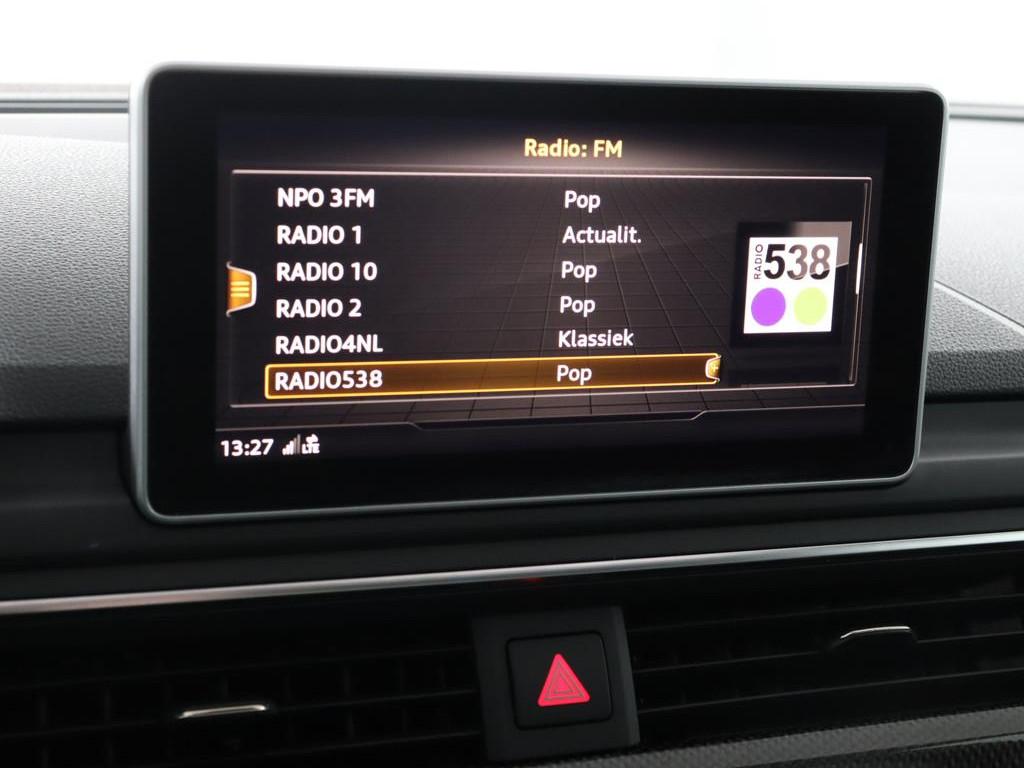 Radio: FM
NPO 3FM Pop
RADIO 1 Actualit.
RADIO 10 Pop
RADIO 2 Pop
RADIO4NL Klassiek
RADIO538 Pop
RADIO 538
13:27 LTE